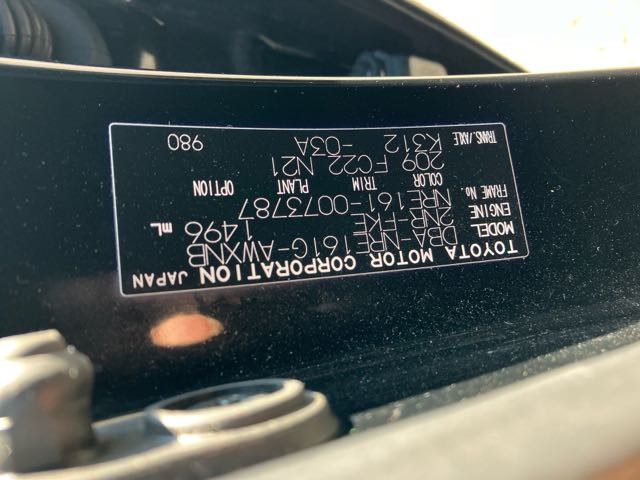 TOYOTA MOTOR CORPORATION JAPAN
MODEL DBA-NRE161G-AWXNB
ENGINE 2NR-FKE 1496 mL
FRAME No. NRE161-0073787
COLOR TRIM PLANT OPTION
209 FC22 N21
TRANS./AXLE K312 -03A 980